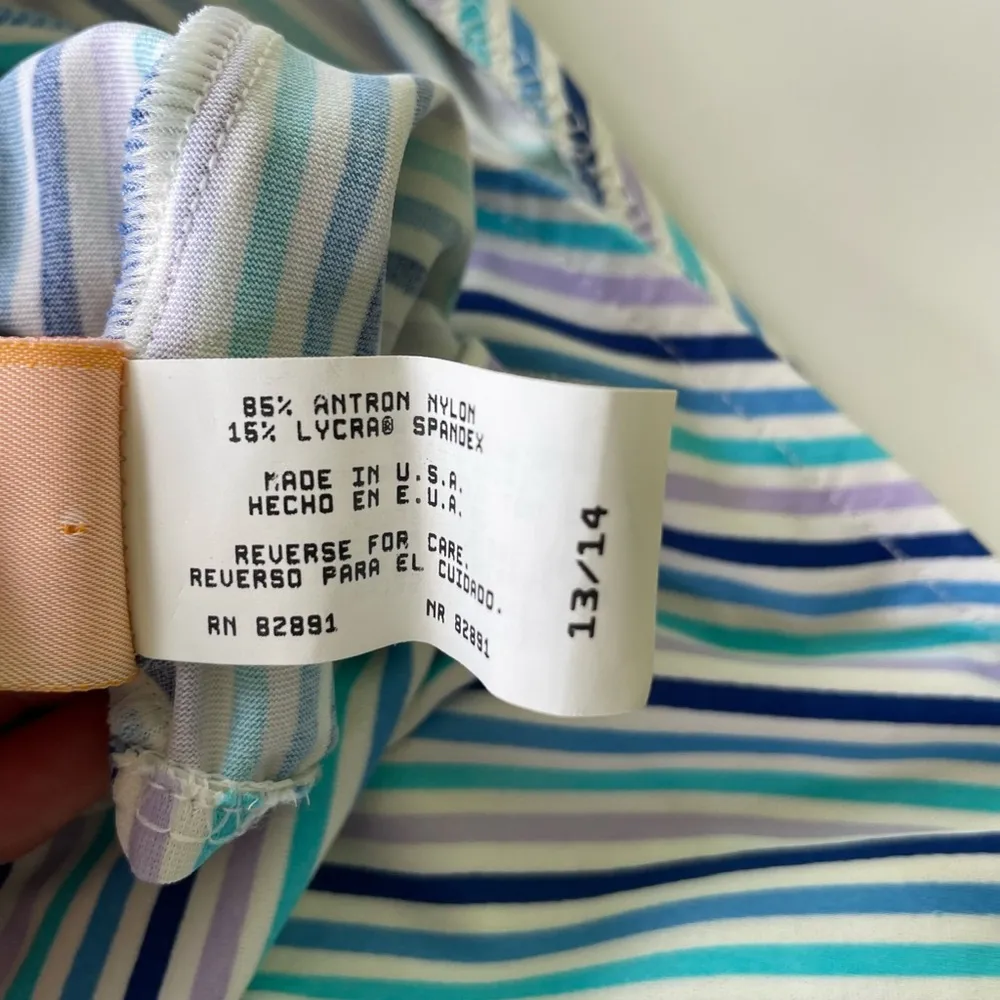 85% ANTRON NYLON
15% LYCRA® SPANDEX
MADE IN U.S.A.
HECHO EN E.U.A.
REVERSE FOR CARE.
REVERSO PARA EL CUIDADO.
RN 82891 NR 82891
13/14